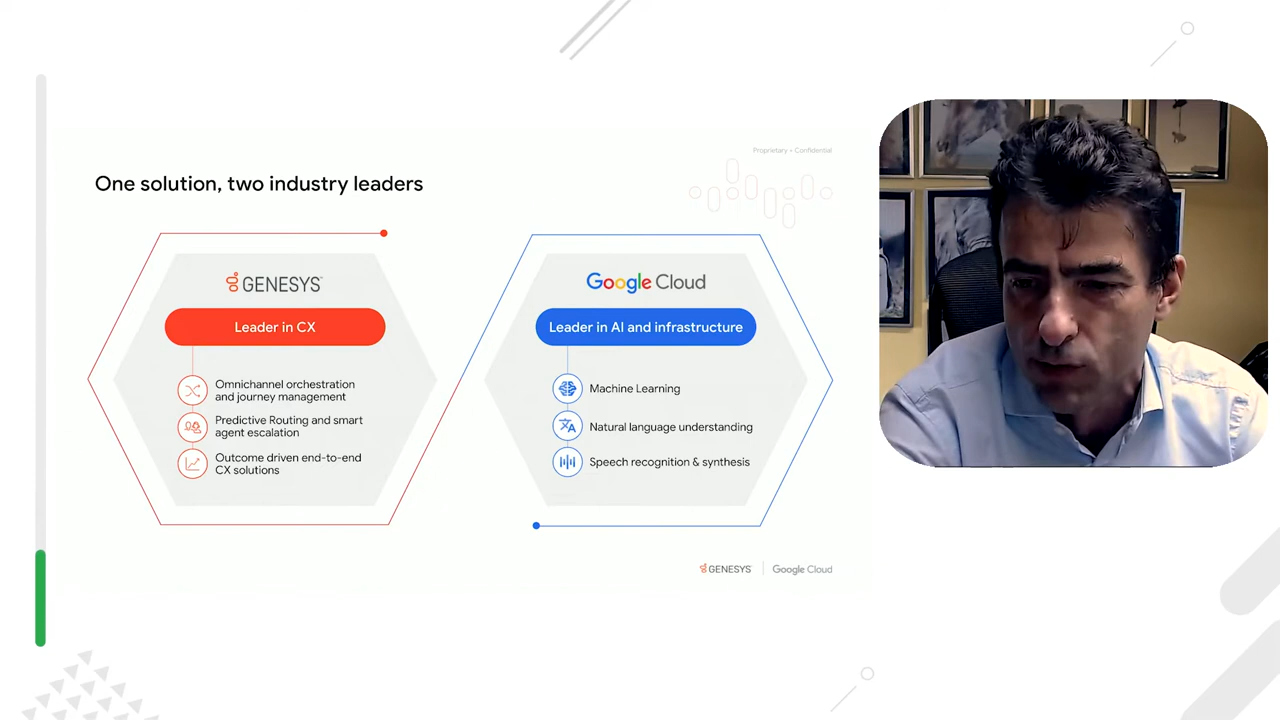 Proprietary + Confidential
One solution, two industry leaders
GENESYS
Leader in CX
Omnichannel orchestration
and journey management
Predictive Routing and smart
agent escalation
Outcome driven end-to-end
CX solutions
Google Cloud
Leader in AI and infrastructure
Machine Learning
Natural language understanding
Speech recognition & synthesis
GENESYS
Google Cloud